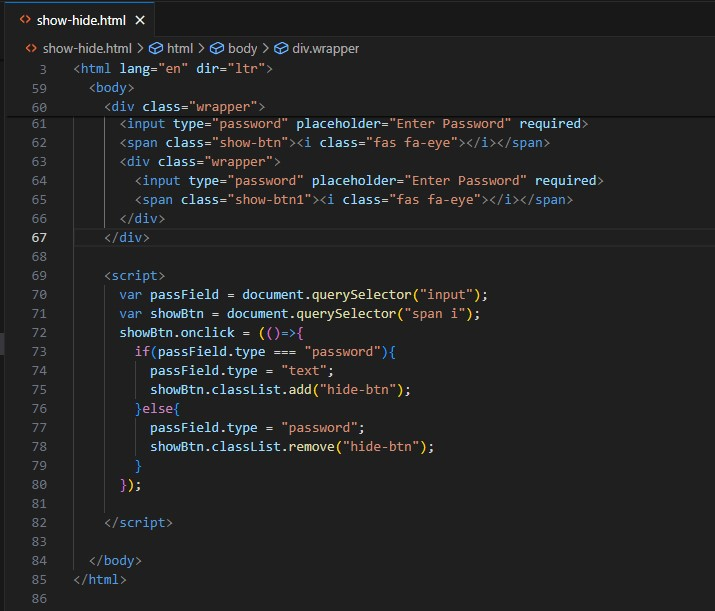 show-hide.html
show-hide.html > html > body > div.wrapper
3 <html lang="en" dir="ltr">
59 <body>
60 <div class="wrapper">
61 <input type="password" placeholder="Enter Password" required>
62 <span class="show-btn"><i class="fas fa-eye"></i></span>
63 <div class="wrapper">
64 <input type="password" placeholder="Enter Password" required>
65 <span class="show-btn1"><i class="fas fa-eye"></i></span>
66 </div>
67 </div>
68
69 <script>
70 var passField = document.querySelector("input");
71 var showBtn = document.querySelector("span i");
72 showBtn.onclick = (()=>{
73 if(passField.type === "password"){
74 passField.type = "text";
75 showBtn.classList.add("hide-btn");
76 }else{
77 passField.type = "password";
78 showBtn.classList.remove("hide-btn");
79 }
80 });
81
82 </script>
83
84 </body>
85 </html>
86